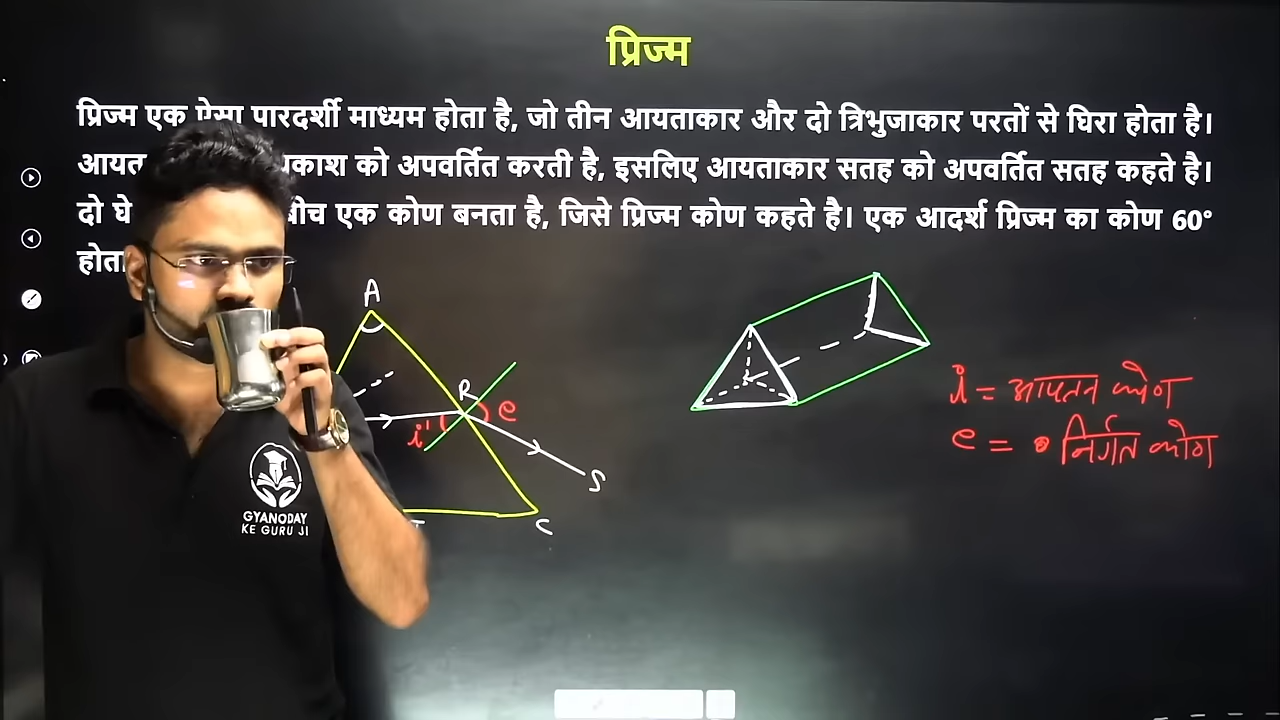 प्रिज्म
प्रिज्म एक ऐसा पारदर्शी माध्यम होता है, जो तीन आयताकार और दो त्रिभुजाकार परतों से घिरा होता है।
आयत काश को अपवर्तित करती है, इसलिए आयताकार सतह को अपवर्तित सतह कहते है।
दो घे बीच एक कोण बनता है, जिसे प्रिज्म कोण कहते है। एक आदर्श प्रिज्म का कोण 60°
होता
A
R
i' e
S
C
i = आपतन कोण
e = निर्गत कोण
GYANODAY
KE GURU JI